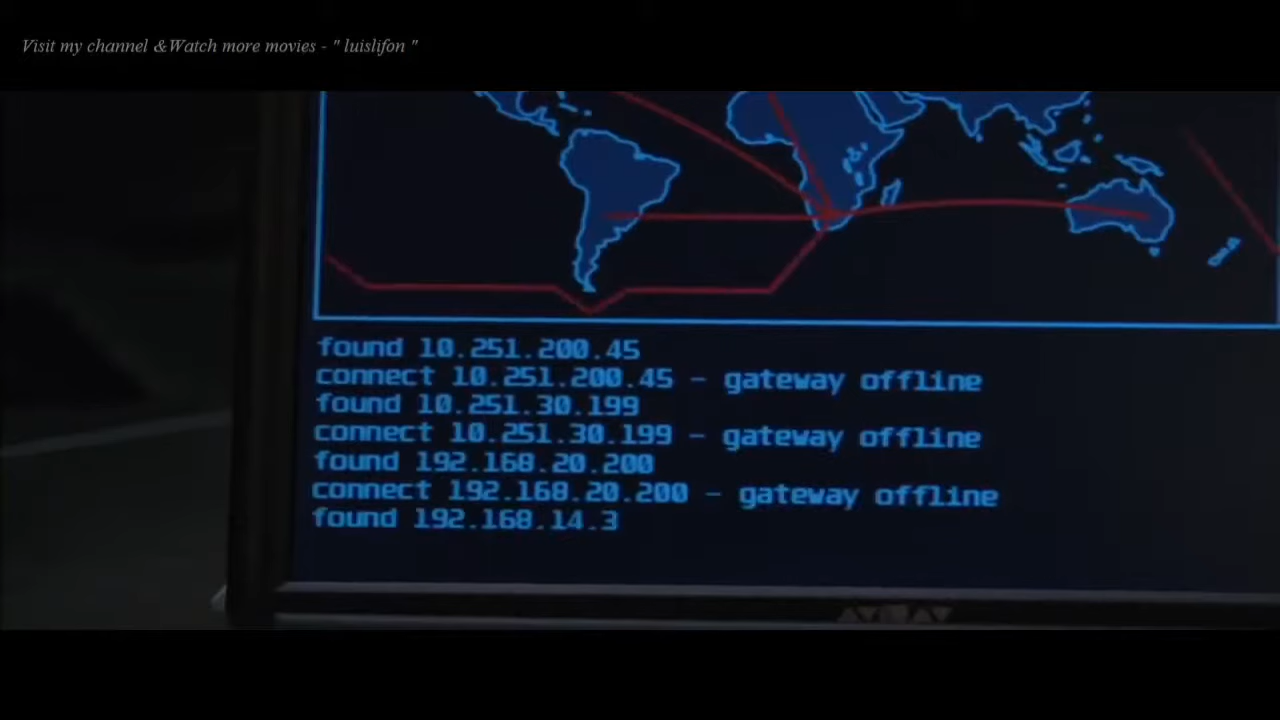 Visit my channel &Watch more movies - " luislifon "
found 10.251.200.45
connect 10.251.200.45 - gateway offline
found 10.251.30.199
connect 10.251.30.199 - gateway offline
found 192.168.20.200
connect 192.168.20.200 - gateway offline
found 192.168.14.3